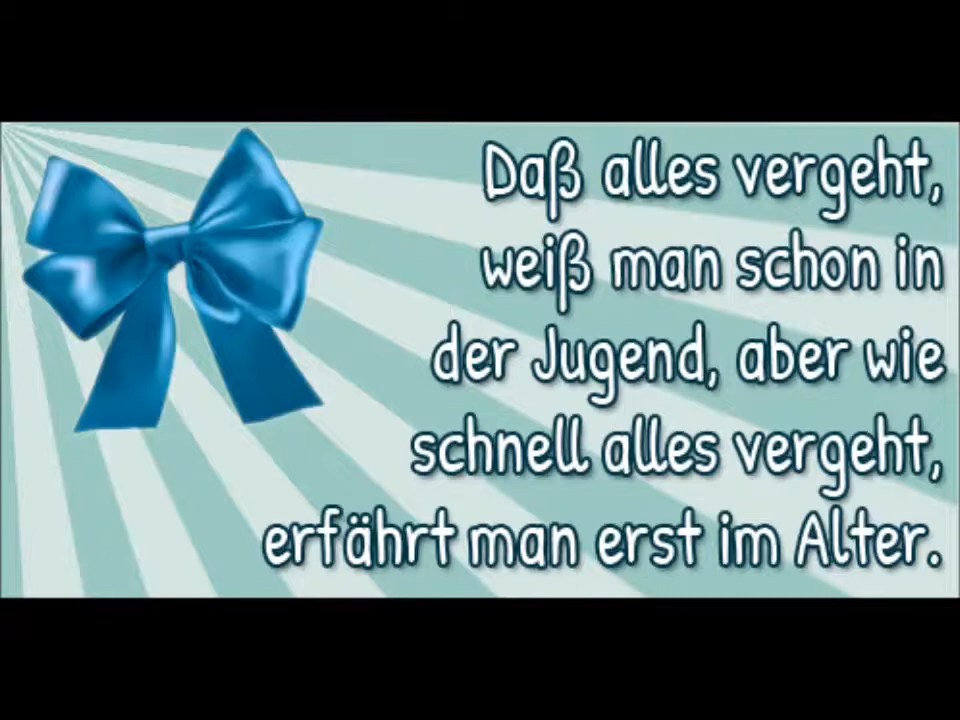 Daß alles vergeht,
weiß man schon in
der Jugend, aber wie
schnell alles vergeht,
erfährt man erst im Alter.